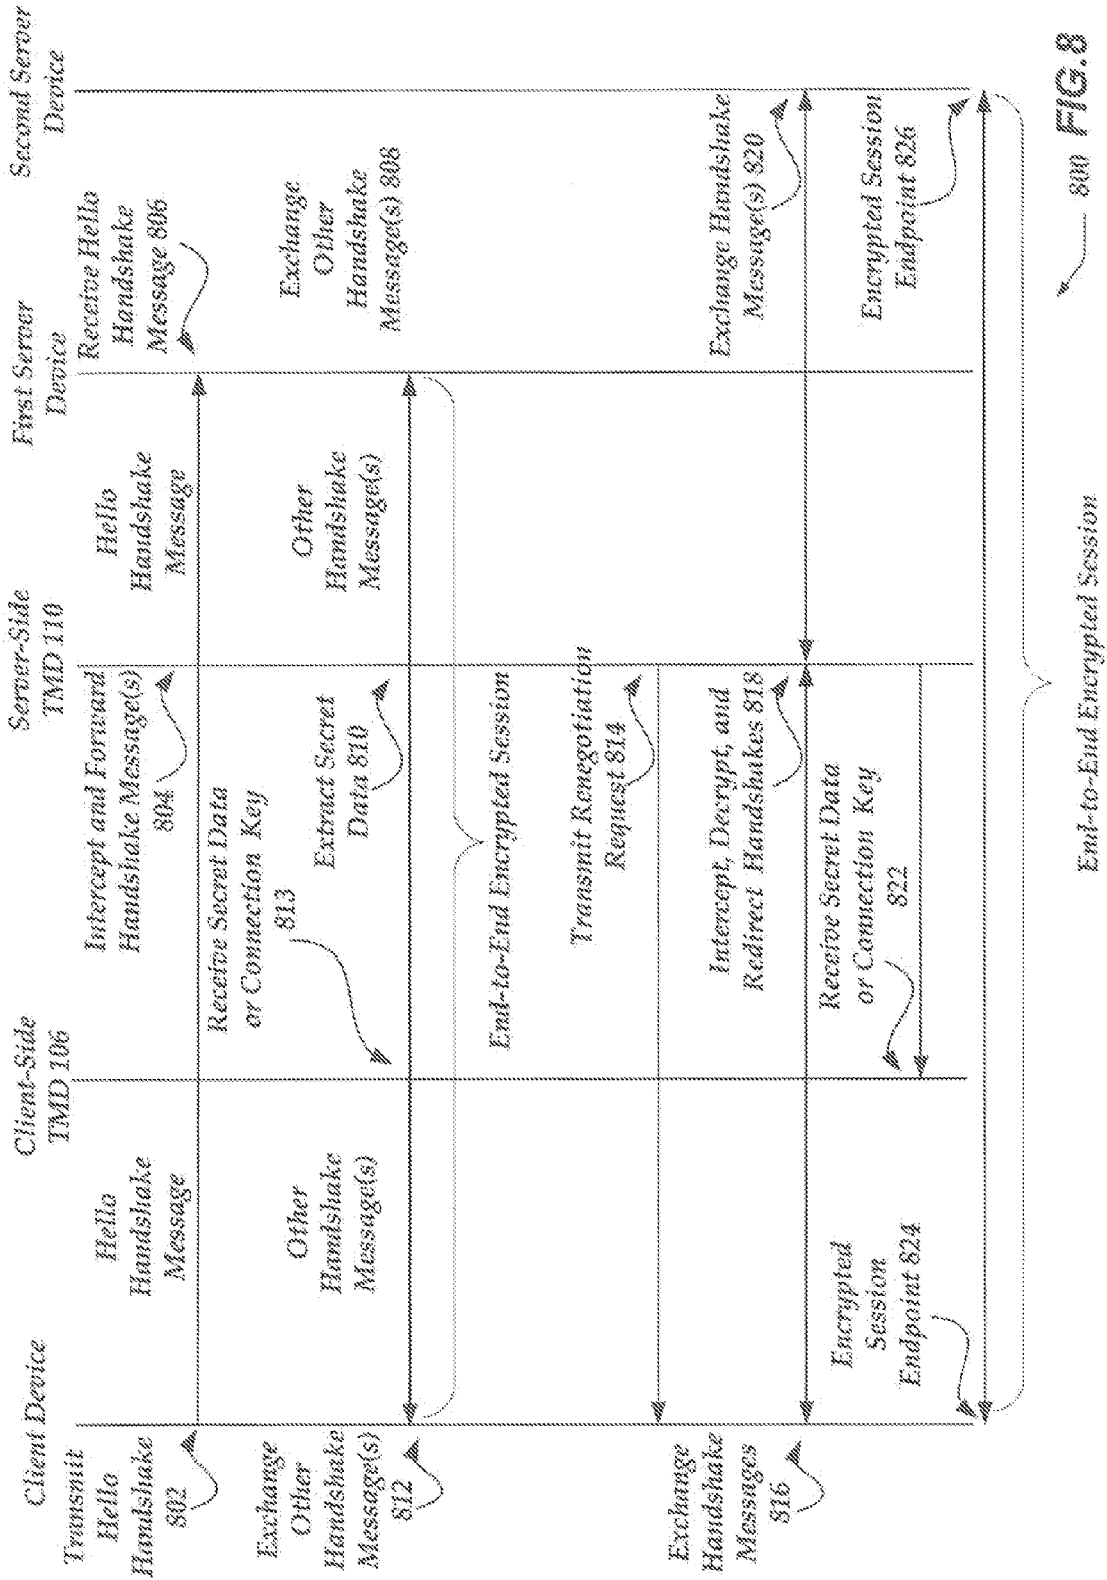 Client Device
Client-Side
TMD 106
Server-Side
TMD 110
First Server
Device
Second Server
Device
Transmit
Hello
Handshake
802
Hello
Handshake
Message
Intercept and Forward
Handshake Message(s)
804
Hello
Handshake
Message
Receive Hello
Handshake
Message 806
Receive Secret Data
or Connection Key
813
Exchange
Other
Handshake
Message(s)
812
Other
Handshake
Message(s)
Extract Secret
Data 810
Other
Handshake
Message(s)
Exchange
Other
Handshake
Message(s) 808
End-to-End Encrypted Session
Transmit Renegotiation
Request 814
Exchange
Handshake
Messages
816
Intercept, Decrypt, and
Redirect Handshakes 818
Exchange Handshake
Message(s) 820
Receive Secret Data
or Connection Key
822
Encrypted
Session
Endpoint 824
Encrypted Session
Endpoint 826
End-to-End Encrypted Session
800
FIG.8